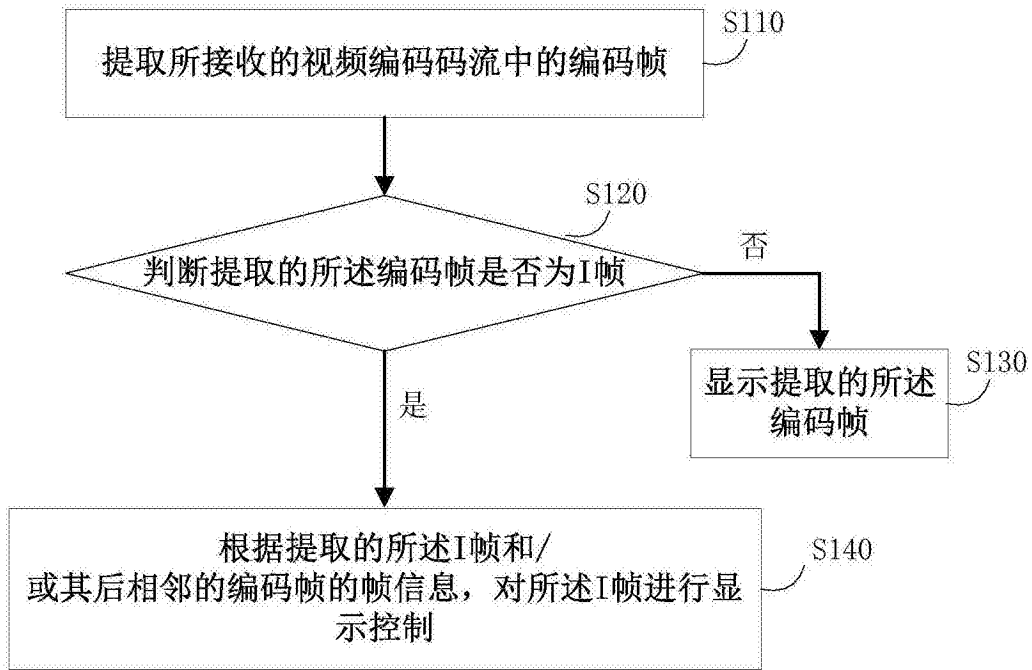 S110
提取所接收的视频编码码流中的编码帧
S120
判断提取的所述编码帧是否为I帧
否
S130
显示提取的所述
编码帧
是
S140
根据提取的所述I帧和/
或其后相邻的编码帧的帧信息，对所述I帧进行显
示控制